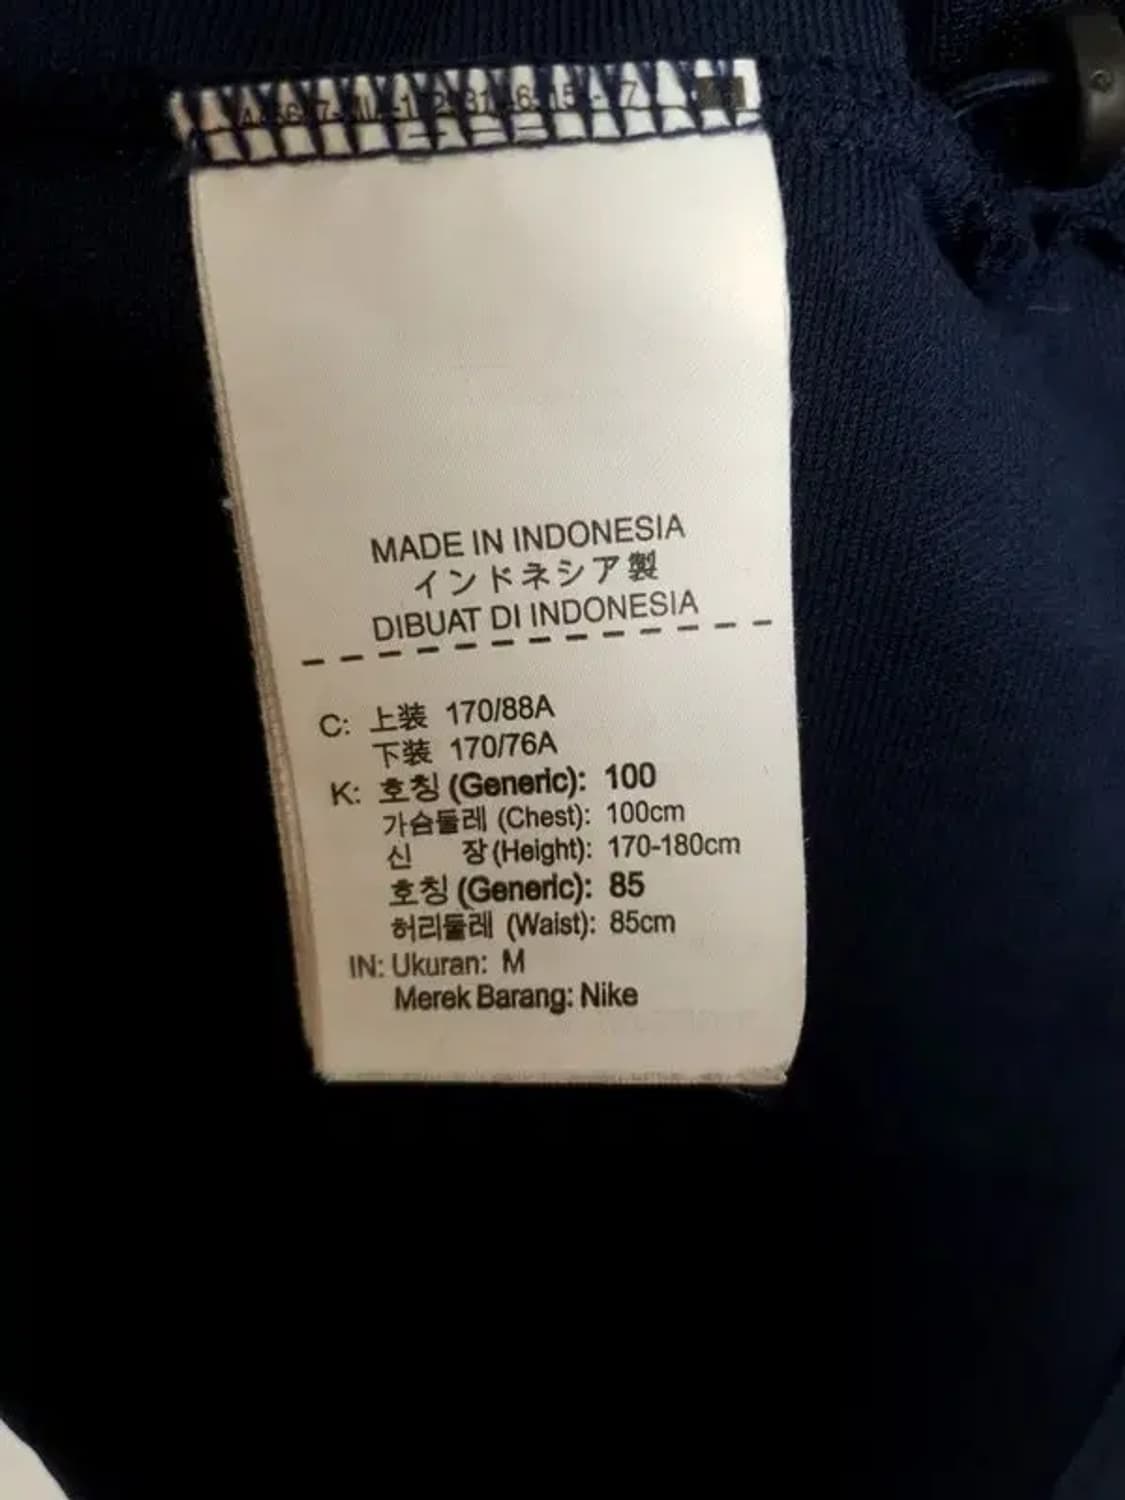 MADE IN INDONESIA
インドネシア製
DIBUAT DI INDONESIA
C: 上装 170/88A
下装 170/76A
K: 호칭 (Generic): 100
가슴둘레 (Chest): 100cm
신 장 (Height): 170-180cm
호칭 (Generic): 85
허리둘레 (Waist): 85cm
IN: Ukuran: M
Merek Barang: Nike